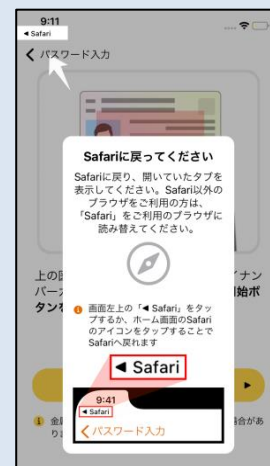 9:11
◀ Safari
パスワード入力
Safariに戻ってください
Safariに戻り、開いていたタブを
表示してください。Safari以外の
ブラウザをご利用の方は、
「Safari」をご利用のブラウザに
読み替えてください。
上の
イナン
バー
始ボ
タンを
画面左上の「◀ Safari」をタッ
プするか、ホーム画面のSafari
のアイコンをタップすることで
Safariへ戻れます
◀ Safari
9:41
◀ Safari
パスワード入力
金
場合があ
り